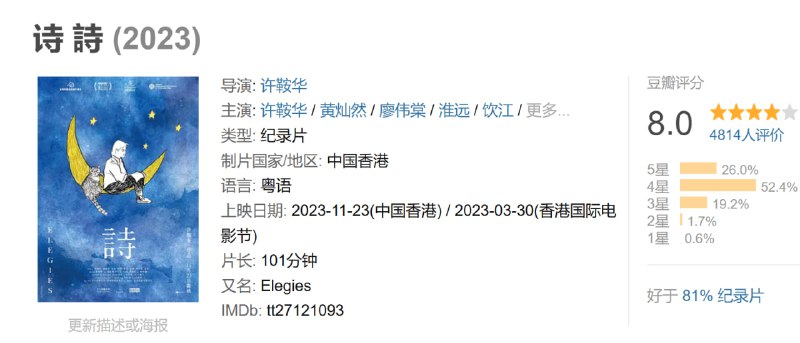 诗 詩 (2023)
詩
ELEGIES
更新描述或海报
导演: 许鞍华
主演: 许鞍华 / 黄灿然 / 廖伟棠 / 淮远 / 饮江 / 更多...
类型: 纪录片
制片国家/地区: 中国香港
语言: 粤语
上映日期: 2023-11-23(中国香港) / 2023-03-30(香港国际电
影节)
片长: 101分钟
又名: Elegies
IMDb: tt27121093
豆瓣评分
8.0
4814人评价
5星 26.0%
4星 52.4%
3星 19.2%
2星 1.7%
1星 0.6%
好于 81% 纪录片